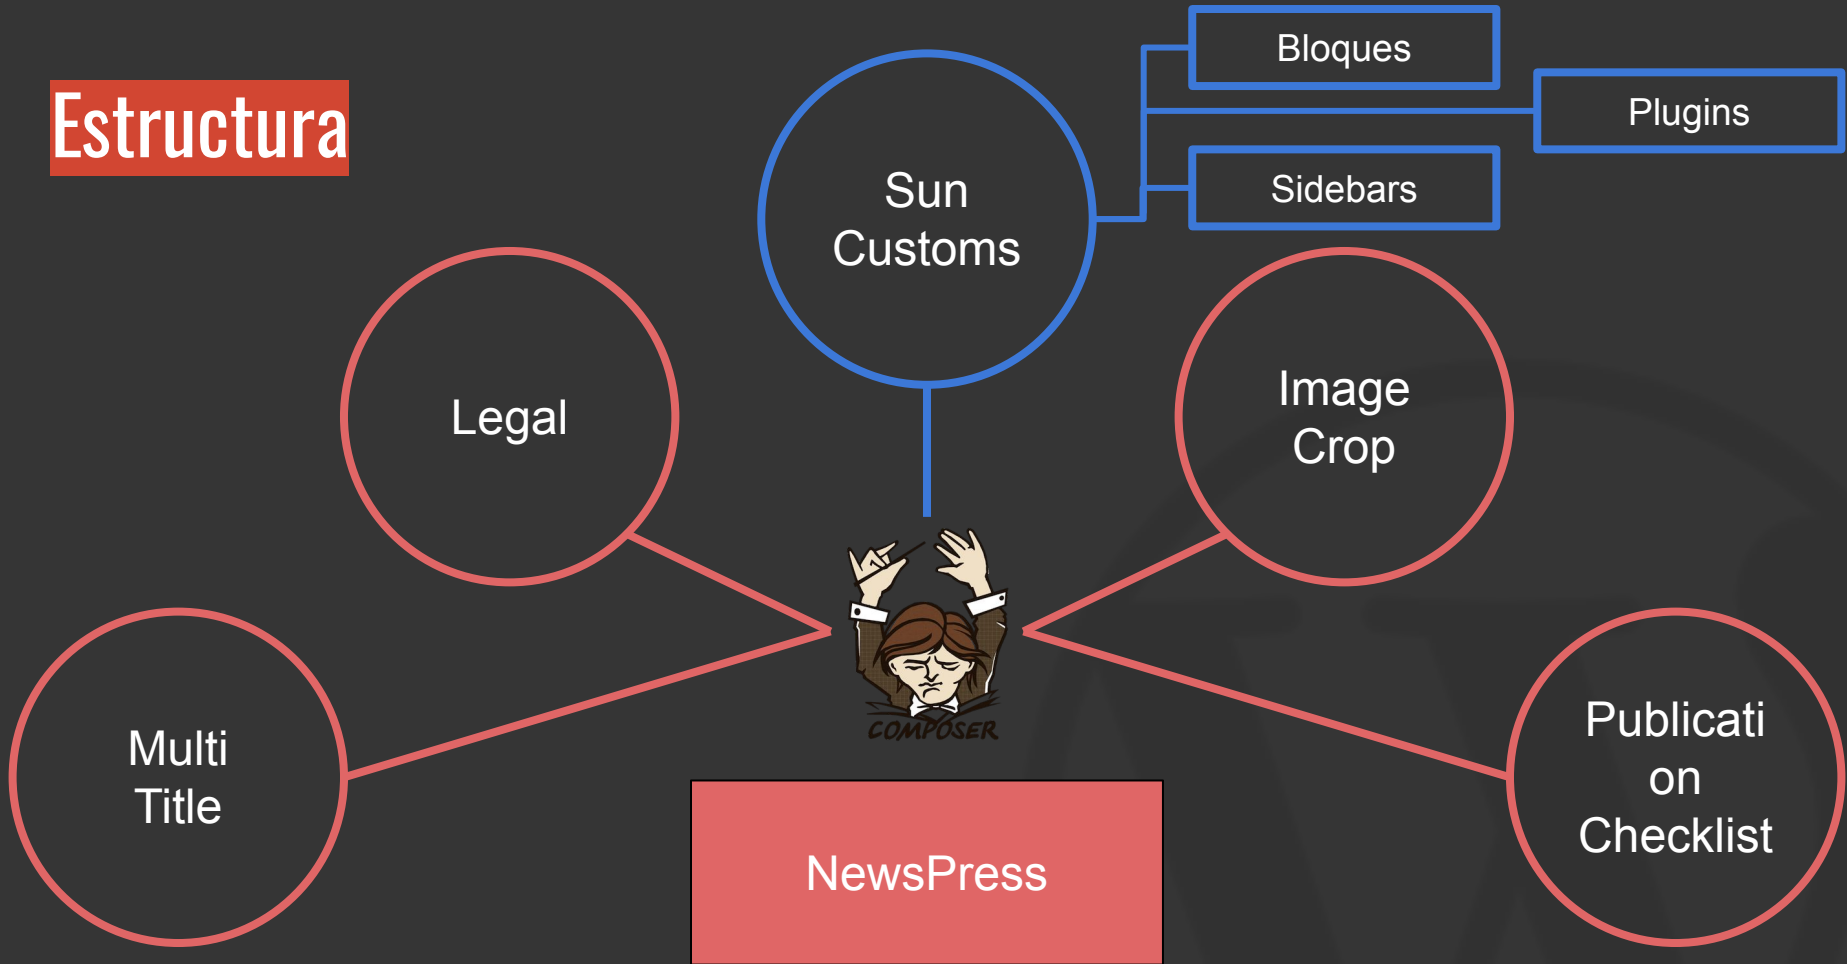 Estructura
Bloques
Plugins
Sidebars
Sun
Customs
Legal
Image
Crop
COMPOSER
Multi
Title
Publicati
on
Checklist
NewsPress